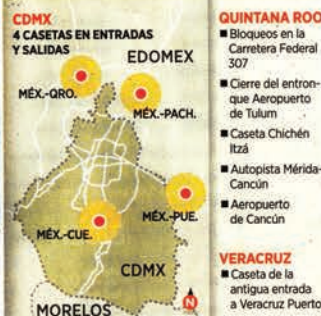 CDMX
4 CASETAS EN ENTRADAS
Y SALIDAS
EDOMEX
MÉX.-QRO.
MÉX.-PACH.
MÉX.-PUE.
MÉX.-CUE.
CDMX
MORELOS
N
QUINTANA ROO
■ Bloqueos en la
Carretera Federal
307
■ Cierre del entron-
que Aeropuerto
de Tulum
■ Caseta Chichén
Itzá
■ Autopista Mérida-
Cancún
■ Aeropuerto
de Cancún
VERACRUZ
■ Caseta de la
antigua entrada
a Veracruz Puerto